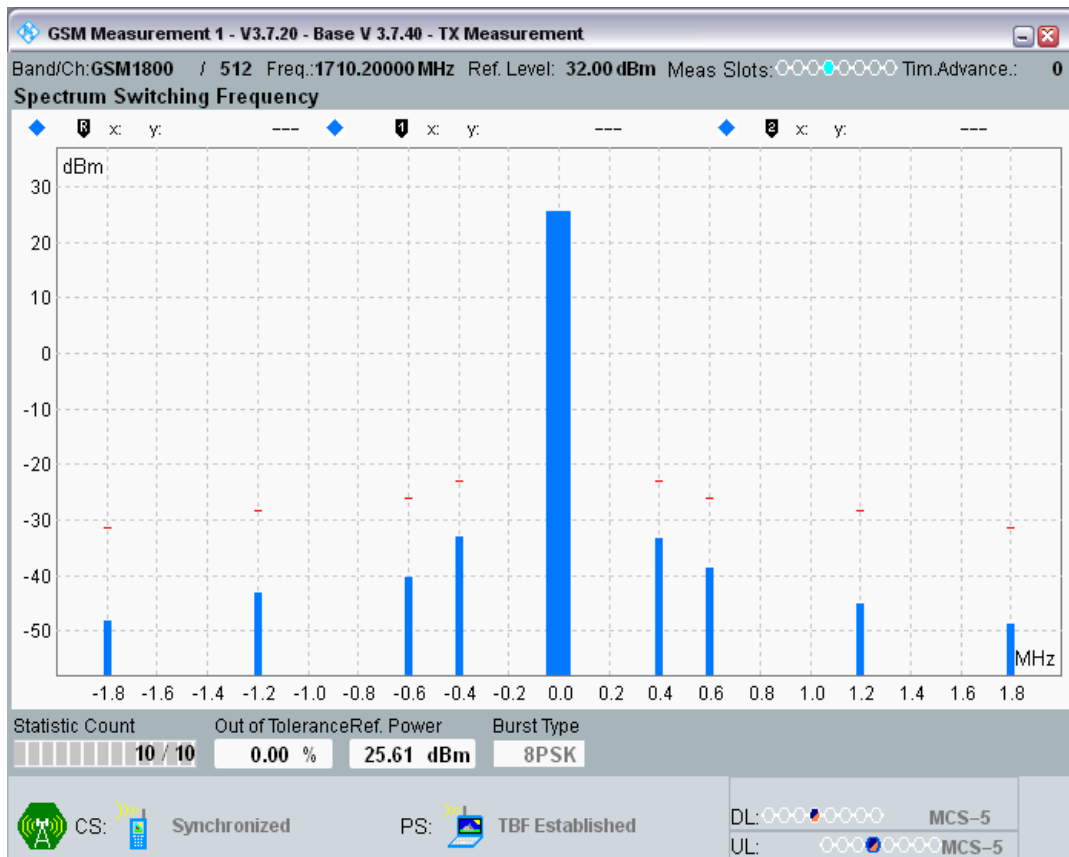 GSM Measurement 1 - V3.7.20 - Base V 3.7.40 - TX Measurement
Band/Ch:GSM1800 / 512 Freq.:1710.20000 MHz Ref. Level: 32.00 dBm Meas Slots: Tim.Advance.: 0
Spectrum Switching Frequency
R x: y: --- 1 x: y: --- 2 x: y: ---
dBm
30
20
10
0
-10
-20
-30
-40
-50
MHz
-1.8 -1.6 -1.4 -1.2 -1.0 -0.8 -0.6 -0.4 -0.2 0.0 0.2 0.4 0.6 0.8 1.0 1.2 1.4 1.6 1.8
Statistic Count Out of Tolerance Ref. Power Burst Type
10 / 10 0.00 % 25.61 dBm 8PSK
CS: Synchronized PS: TBF Established
DL: MCS-5
UL: MCS-5